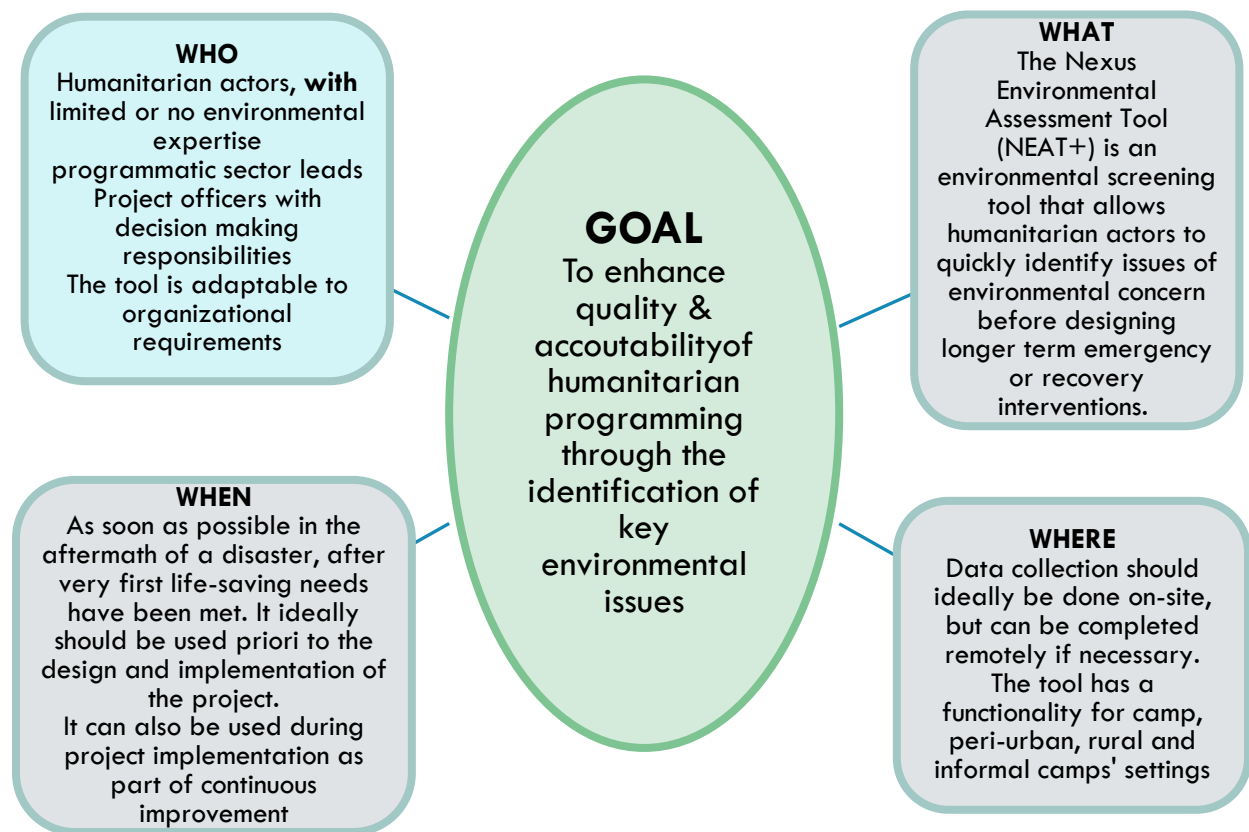 WHO
Humanitarian actors, with
limited or no environmental
expertise
programmatic sector leads
Project officers with
decision making
responsibilities
The tool is adaptable to
organizational
requirements
WHAT
The Nexus
Environmental
Assessment Tool
(NEAT+) is an
environmental screening
tool that allows
humanitarian actors to
quickly identify issues of
environmental concern
before designing
longer term emergency
or recovery
interventions.
GOAL
To enhance
quality &
accoutabilityof
humanitarian
programming
through the
identification of
key
environmental
issues
WHEN
As soon as possible in the
aftermath of a disaster, after
very first life-saving needs
have been met. It ideally
should be used priori to the
design and implementation of
the project.
It can also be used during
project implementation as
part of continuous
improvement
WHERE
Data collection should
ideally be done on-site,
but can be completed
remotely if necessary.
The tool has a
functionality for camp,
peri-urban, rural and
informal camps' settings